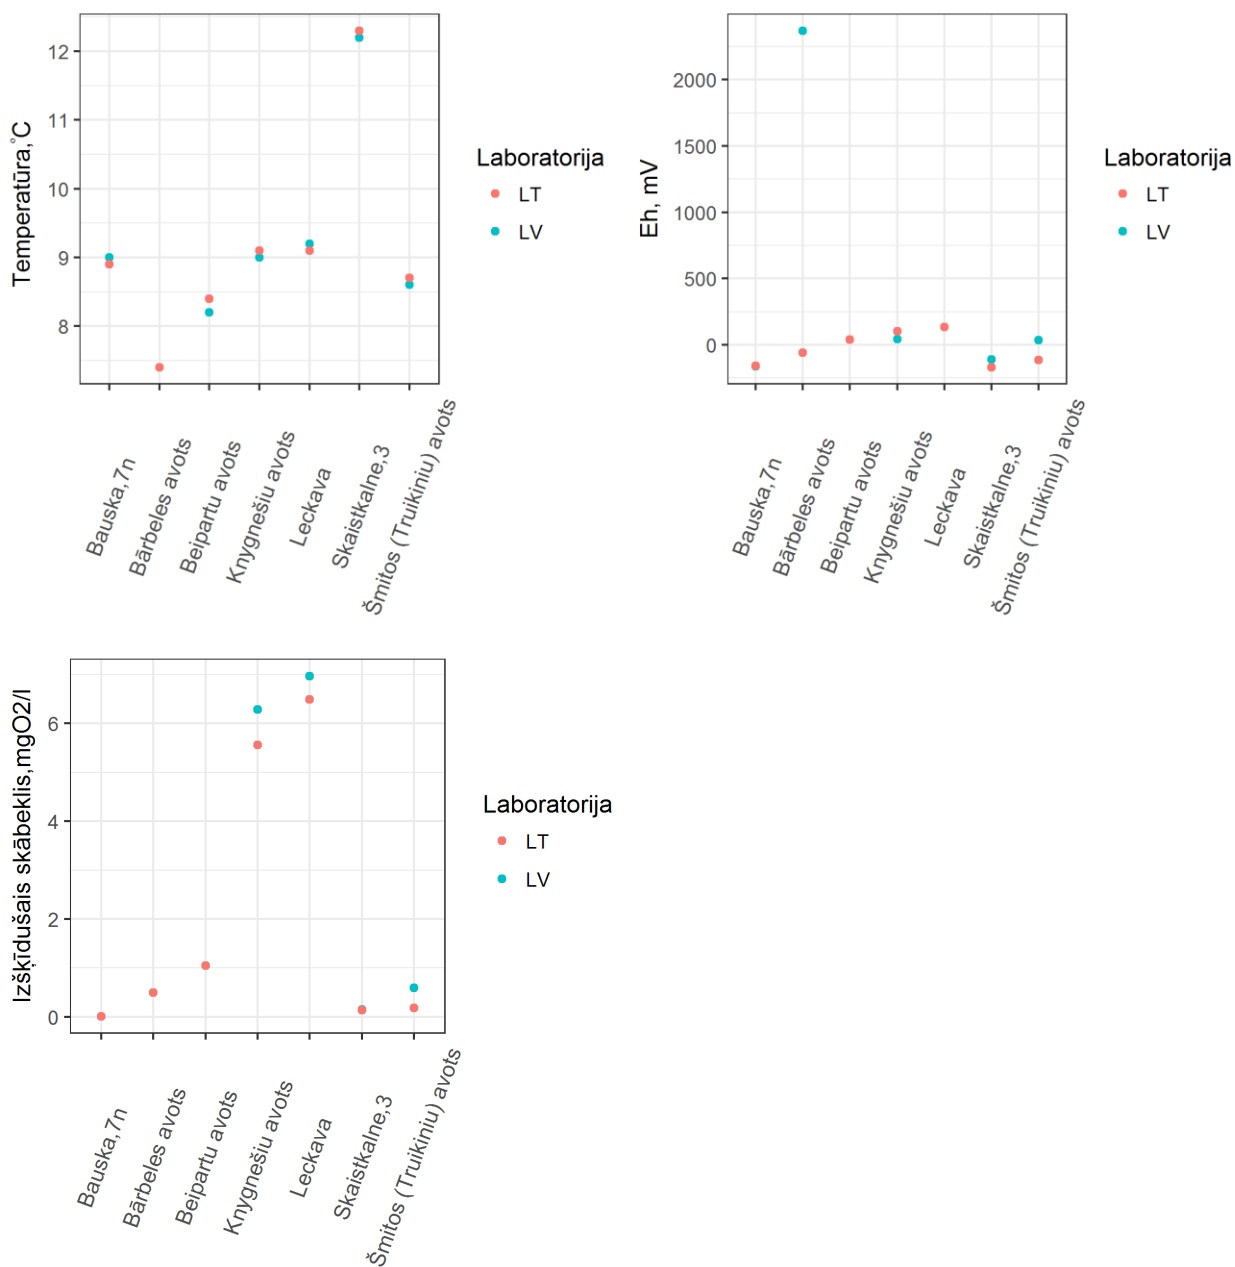 Temperatūra,°C
12
11
10
9
8
Bauska,7n
Bārbeles avots
Beipartu avots
Knygnešiu avots
Leckava
Skaistkalne,3
Šmitos (Truikiniu) avots
Laboratorija
LT
LV
Eh, mV
2000
1500
1000
500
0
Bauska,7n
Bārbeles avots
Beipartu avots
Knygnešiu avots
Leckava
Skaistkalne,3
Šmitos (Truikiniu) avots
Laboratorija
LT
LV
Izšķīdušais skābeklis,mgO2/l
6
4
2
0
Bauska,7n
Bārbeles avots
Beipartu avots
Knygnešiu avots
Leckava
Skaistkalne,3
Šmitos (Truikiniu) avots
Laboratorija
LT
LV